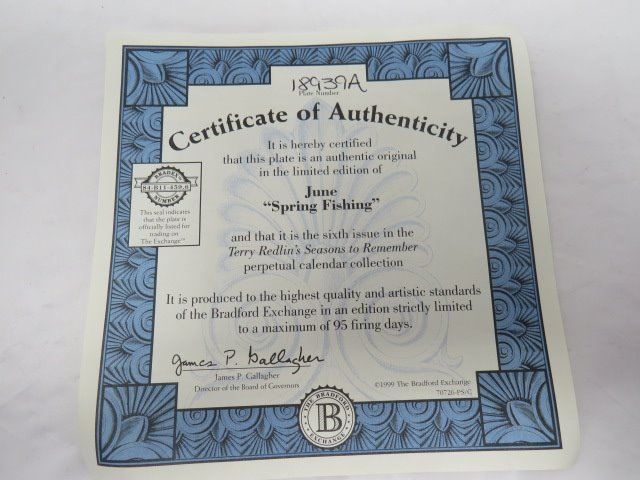 18939A
Plate Number
Certificate of Authenticity
It is hereby certified
that this plate is an authentic original
in the limited edition of
June
"Spring Fishing"
and that it is the sixth issue in the
Terry Redlin's Seasons to Remember
perpetual calendar collection
BRADEX™
84-B11-459.6
NUMBER
This seal indicates
that the plate is
officially listed for
trading on
The Exchange™
It is produced to the highest quality and artistic standards
of the Bradford Exchange in an edition strictly limited
to a maximum of 95 firing days.
James P. Gallagher
James P. Gallagher
Director of the Board of Governors
©1999 The Bradford Exchange
70726-PS/C
THE BRADFORD
B
EXCHANGE